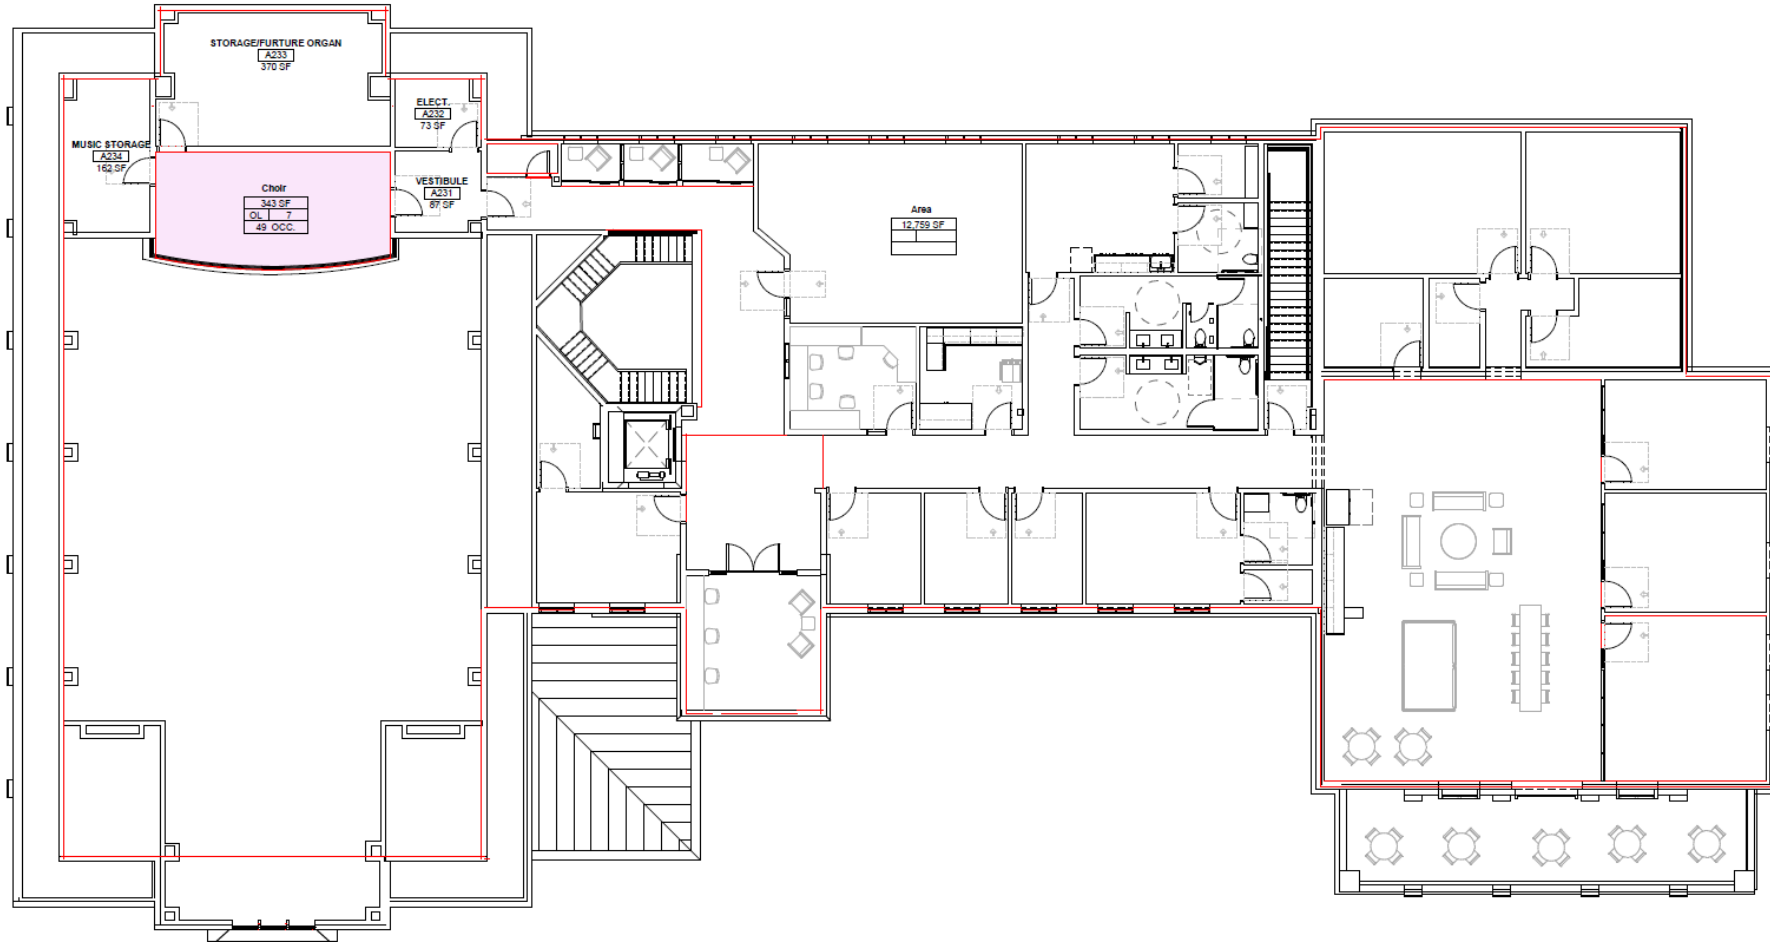 STORAGE/FURTURE ORGAN
A233
370 SF
ELECT.
A232
73 SF
MUSIC STORAGE
A234
162 SF
VESTIBULE
A231
67 SF
Choir
343 SF
OL 7
49 OCC.
Area
12,759 SF